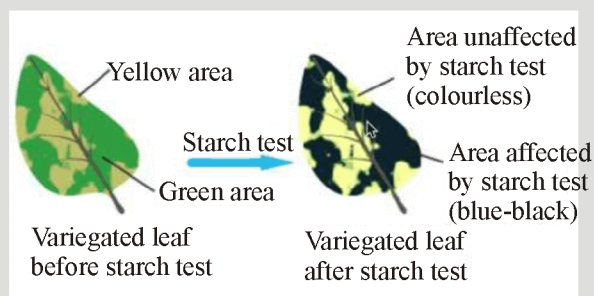 Yellow area
Green area
Variegated leaf
before starch test
Starch test
Area unaffected
by starch test
(colourless)
Area affected
by starch test
(blue-black)
Variegated leaf
after starch test